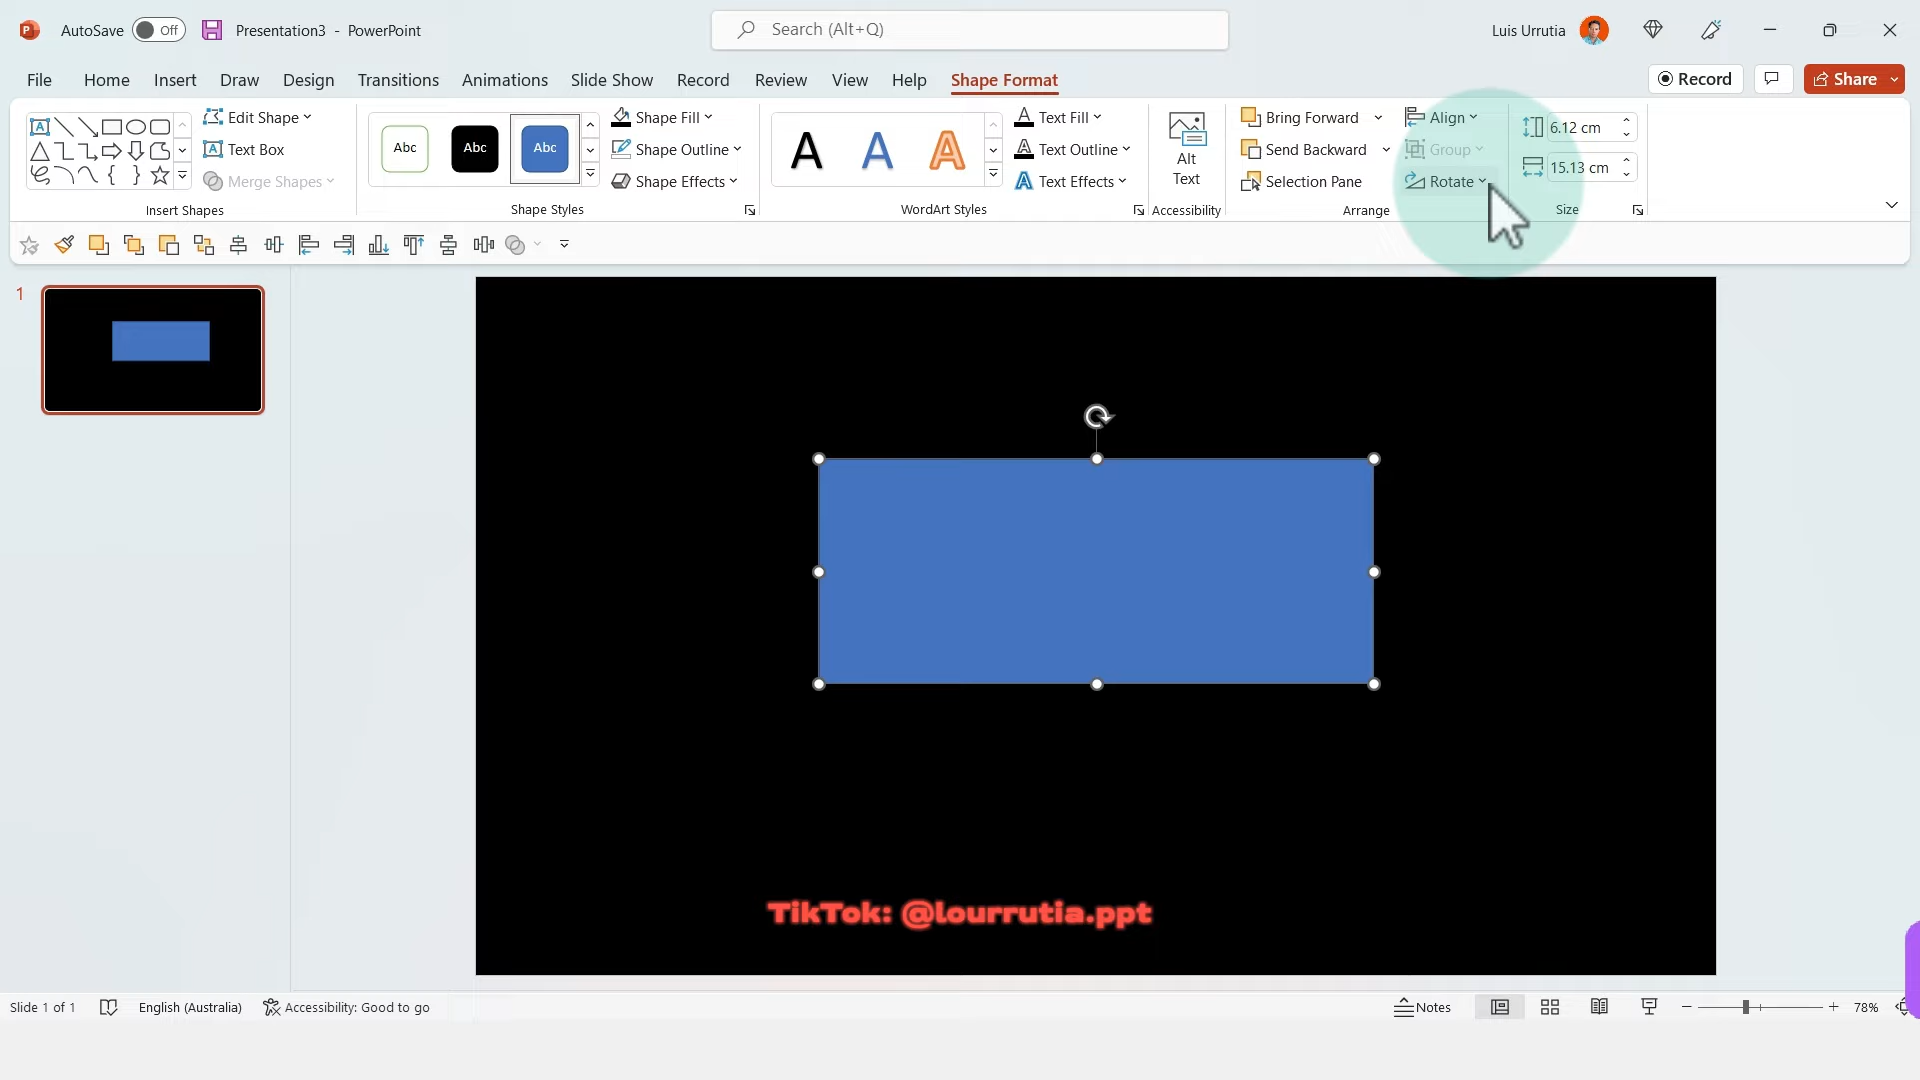 AutoSave Off Presentation3 - PowerPoint Search (Alt+Q) Luis Urrutia
File Home Insert Draw Design Transitions Animations Slide Show Record Review View Help Shape Format Record Share
Edit Shape
Text Box
Merge Shapes
Insert Shapes
Abc Abc Abc
Shape Fill
Shape Outline
Shape Effects
Shape Styles
A A A
Text Fill
Text Outline
Text Effects
WordArt Styles
Alt
Text
Accessibility
Bring Forward
Send Backward
Selection Pane
Align
Group
Rotate
Arrange
6.12 cm
15.13 cm
Size
1
TikTok: @lourrutia.ppt
Slide 1 of 1 English (Australia) Accessibility: Good to go Notes 78%